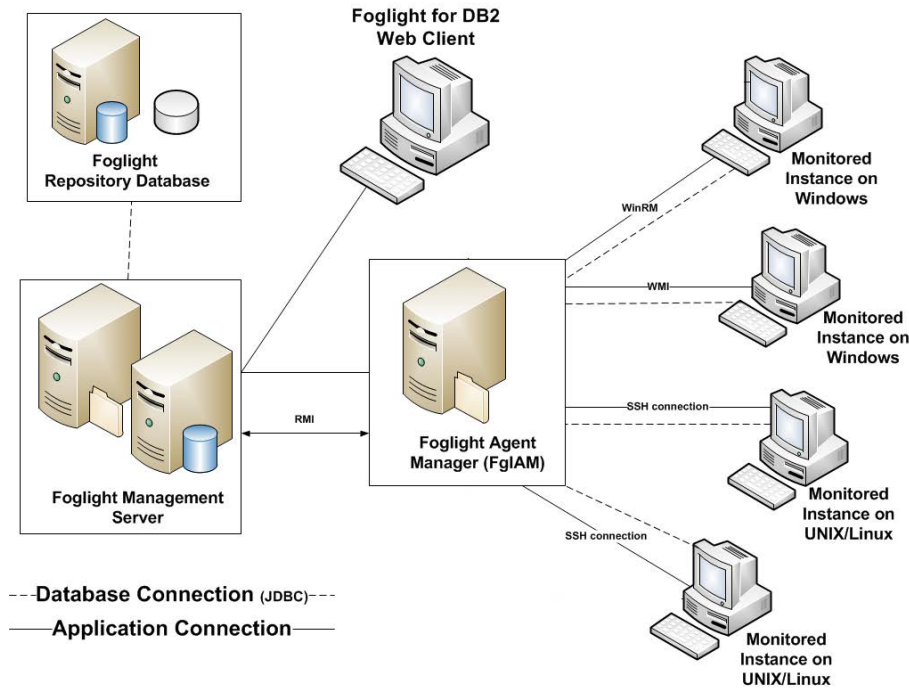 Foglight for DB2
Web Client
Foglight
Repository Database
Monitored
Instance on
Windows
WinRM
WMI
Monitored
Instance on
Windows
SSH connection
RMI
Foglight Agent
Manager (FglAM)
Foglight Management
Server
Monitored
Instance on
UNIX/Linux
SSH connection
Database Connection (JDBC)
Application Connection
Monitored
Instance on
UNIX/Linux